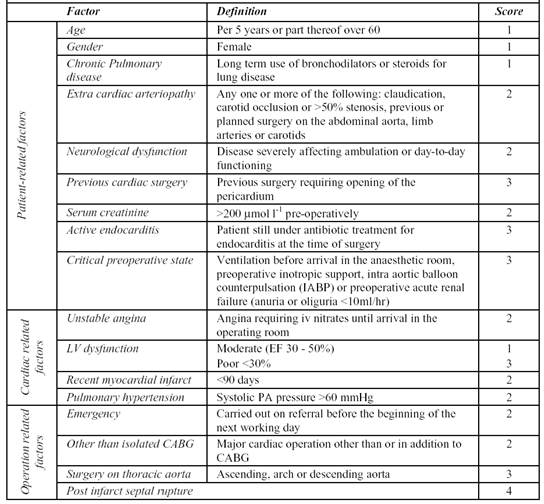 Factor Definition Score
Patient-related factors
Age Per 5 years or part thereof over 60 1
Gender Female 1
Chronic Pulmonary Long term use of bronchodilators or steroids for 1
disease lung disease
Extra cardiac arteriopathy Any one or more of the following: claudication, 2
carotid occlusion or >50% stenosis, previous or
planned surgery on the abdominal aorta, limb
arteries or carotids
Neurological dysfunction Disease severely affecting ambulation or day-to-day 2
functioning
Previous cardiac surgery Previous surgery requiring opening of the 3
pericardium
Serum creatinine >200 µmol l⁻¹ pre-operatively 2
Active endocarditis Patient still under antibiotic treatment for 3
endocarditis at the time of surgery
Critical preoperative state Ventilation before arrival in the anaesthetic room, 3
preoperative inotropic support, intra aortic balloon
counterpulsation (IABP) or preoperative acute renal
failure (anuria or oliguria <10ml/hr)
Cardiac related
factors
Unstable angina Angina requiring iv nitrates until arrival in the 2
operating room
LV dysfunction Moderate (EF 30 - 50%) 1
Poor <30% 3
Recent myocardial infarct <90 days 2
Pulmonary hypertension Systolic PA pressure >60 mmHg 2
Operation related
factors
Emergency Carried out on referral before the beginning of the 2
next working day
Other than isolated CABG Major cardiac operation other than or in addition to 2
CABG
Surgery on thoracic aorta Ascending, arch or descending aorta 3
Post infarct septal rupture 4